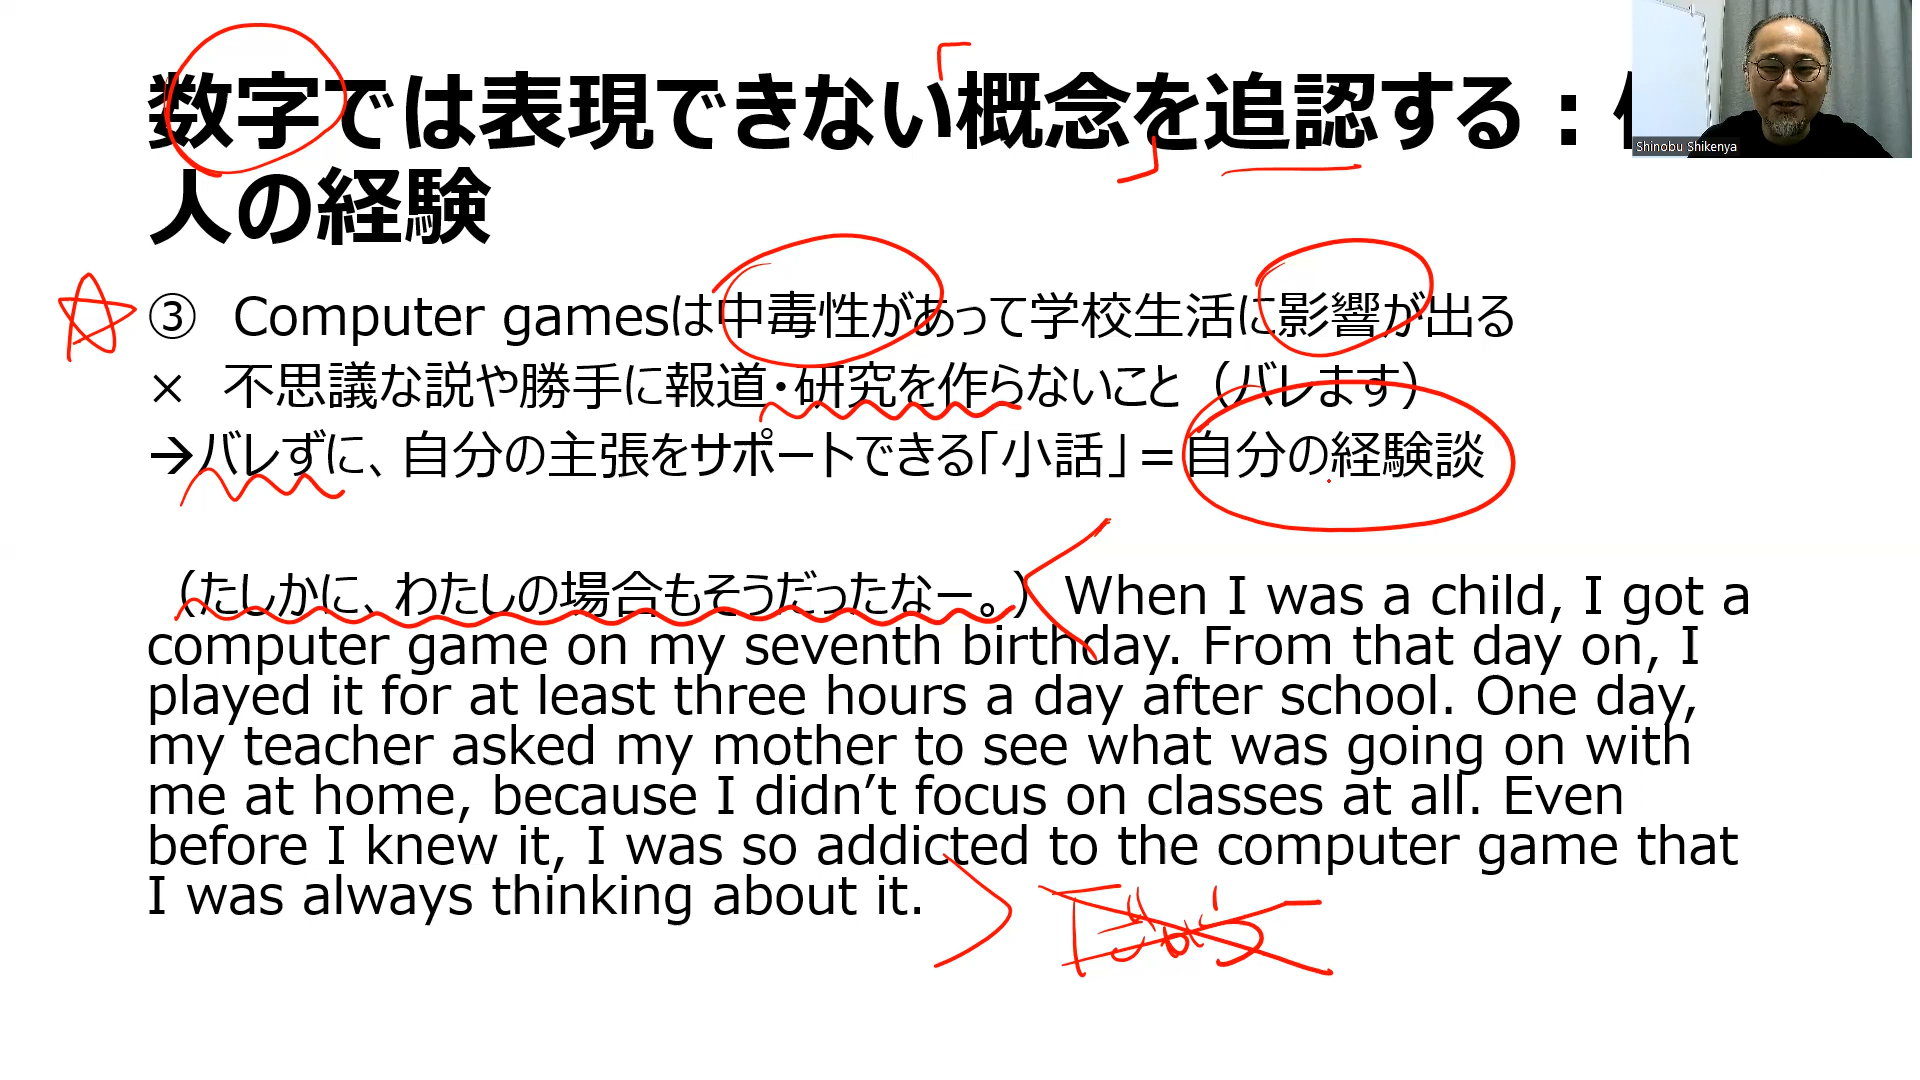 数字では表現できない概念を追認する：
人の経験
Shinobu Shikenya
③ Computer gamesは中毒性があって学校生活に影響が出る
× 不思議な説や勝手に報道・研究を作らないこと（バレます）
→バレずに、自分の主張をサポートできる「小話」＝自分の経験談
（たしかに、わたしの場合もそうだったなー。） When I was a child, I got a
computer game on my seventh birthday. From that day on, I
played it for at least three hours a day after school. One day,
my teacher asked my mother to see what was going on with
me at home, because I didn’t focus on classes at all. Even
before I knew it, I was so addicted to the computer game that
I was always thinking about it.